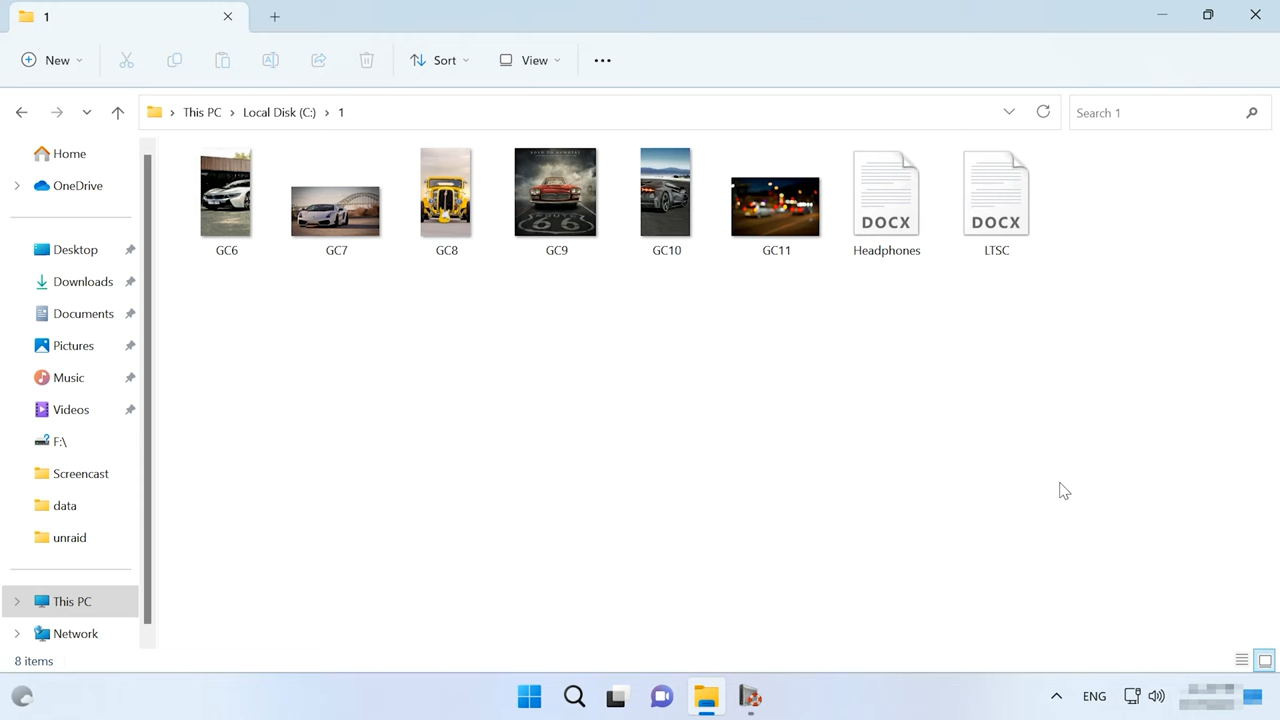 1
New
Sort
View
This PC
Local Disk (C:)
1
Search 1
Home
OneDrive
Desktop
Downloads
Documents
Pictures
Music
Videos
F:\
Screencast
data
unraid
This PC
Network
66
DOCX
DOCX
GC6
GC7
GC8
GC9
GC10
GC11
Headphones
LTSC
8 items
ENG